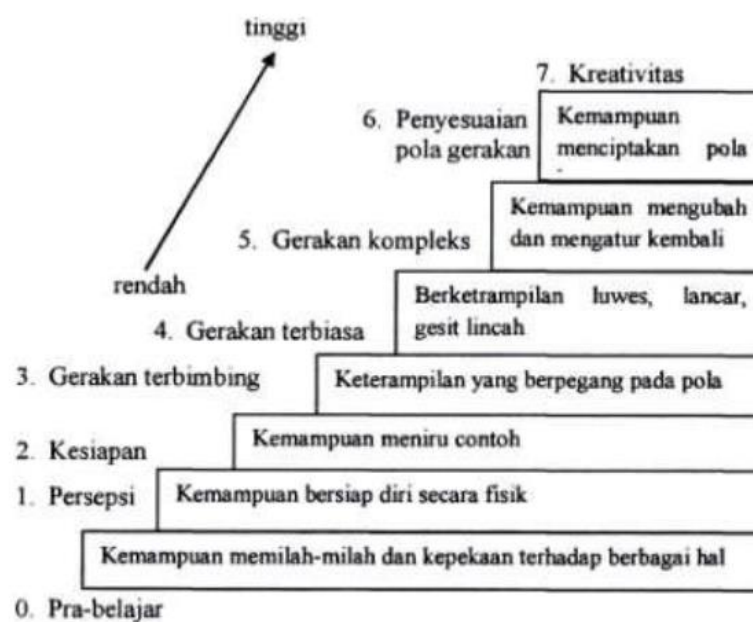 tinggi
7. Kreativitas
6. Penyesuaian
pola gerakan
Kemampuan
menciptakan pola
5. Gerakan kompleks
Kemampuan mengubah
dan mengatur kembali
rendah
4. Gerakan terbiasa
Berketrampilan luwes, lancar,
gesit lincah
3. Gerakan terbimbing
Keterampilan yang berpegang pada pola
2. Kesiapan
Kemampuan meniru contoh
1. Persepsi
Kemampuan bersiap diri secara fisik
Kemampuan memilah-milah dan kepekaan terhadap berbagai hal
0. Pra-belajar